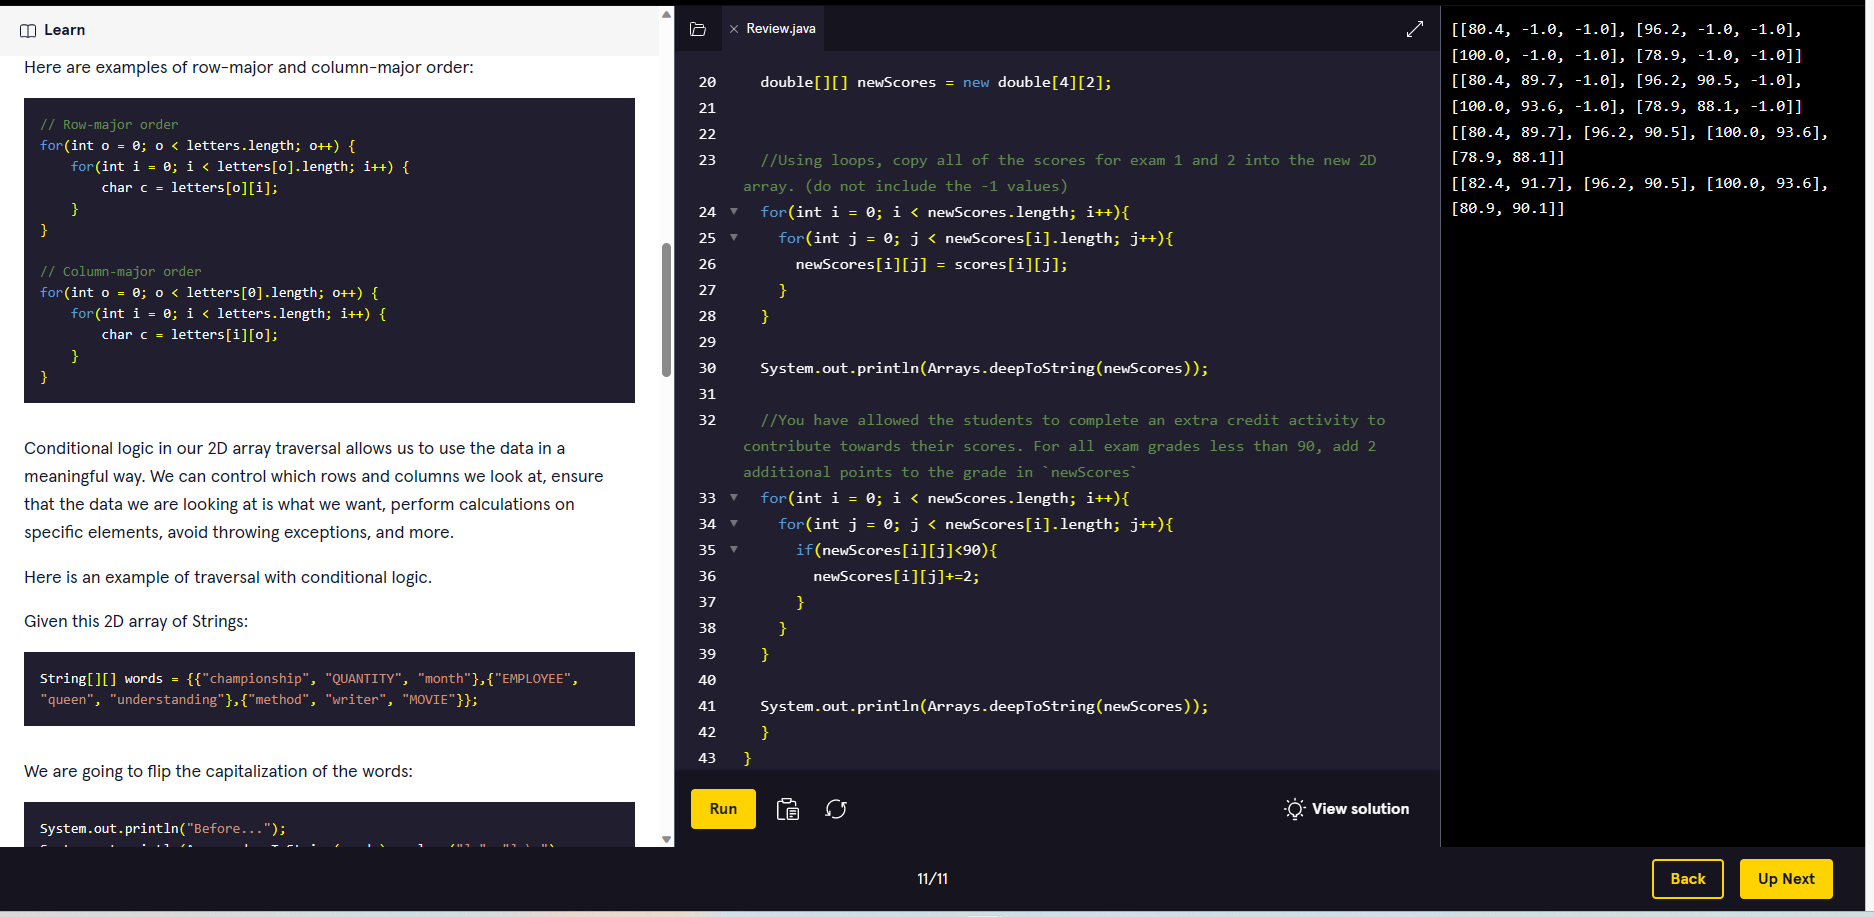 Learn
Here are examples of row-major and column-major order:
// Row-major order
for(int o = 0; o < letters.length; o++) {
    for(int i = 0; i < letters[o].length; i++) {
        char c = letters[o][i];
    }
}
// Column-major order
for(int o = 0; o < letters[0].length; o++) {
    for(int i = 0; i < letters.length; i++) {
        char c = letters[i][o];
    }
}
Conditional logic in our 2D array traversal allows us to use the data in a
meaningful way. We can control which rows and columns we look at, ensure
that the data we are looking at is what we want, perform calculations on
specific elements, avoid throwing exceptions, and more.
Here is an example of traversal with conditional logic.
Given this 2D array of Strings:
String[][] words = {{"championship", "QUANTITY", "month"},{"EMPLOYEE",
"queen", "understanding"},{"method", "writer", "MOVIE"}};
We are going to flip the capitalization of the words:
System.out.println("Before...");
Review.java
20 double[][] newScores = new double[4][2];
21
22
23 //Using loops, copy all of the scores for exam 1 and 2 into the new 2D
array. (do not include the -1 values)
24 for(int i = 0; i < newScores.length; i++){
25 for(int j = 0; j < newScores[i].length; j++){
26 newScores[i][j] = scores[i][j];
27 }
28 }
29
30 System.out.println(Arrays.deepToString(newScores));
31
32 //You have allowed the students to complete an extra credit activity to
contribute towards their scores. For all exam grades less than 90, add 2
additional points to the grade in `newScores`
33 for(int i = 0; i < newScores.length; i++){
34 for(int j = 0; j < newScores[i].length; j++){
35 if(newScores[i][j]<90){
36 newScores[i][j]+=2;
37 }
38 }
39 }
40
41 System.out.println(Arrays.deepToString(newScores));
42 }
43 }
Run
View solution
[[80.4, -1.0, -1.0], [96.2, -1.0, -1.0],
[100.0, -1.0, -1.0], [78.9, -1.0, -1.0]]
[[80.4, 89.7, -1.0], [96.2, 90.5, -1.0],
[100.0, 93.6, -1.0], [78.9, 88.1, -1.0]]
[[80.4, 89.7], [96.2, 90.5], [100.0, 93.6],
[78.9, 88.1]]
[[82.4, 91.7], [96.2, 90.5], [100.0, 93.6],
[80.9, 90.1]]
11/11
Back
Up Next